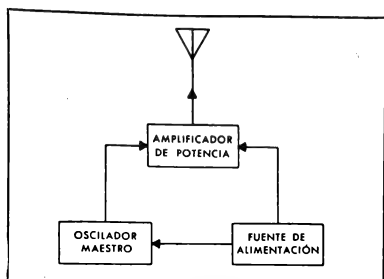 AMPLIFICADOR
DE POTENCIA
OSCILADOR
MAESTRO
FUENTE DE
ALIMENTACIÓN